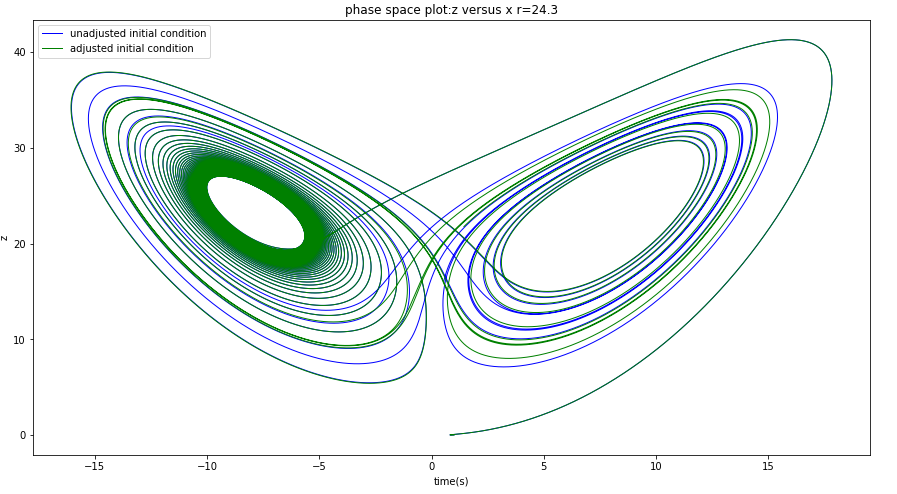 phase space plot:z versus x r=24.3
unadjusted initial condition
adjusted initial condition
40
30
20
10
0
z
−15
−10
−5
0
5
10
15
time(s)